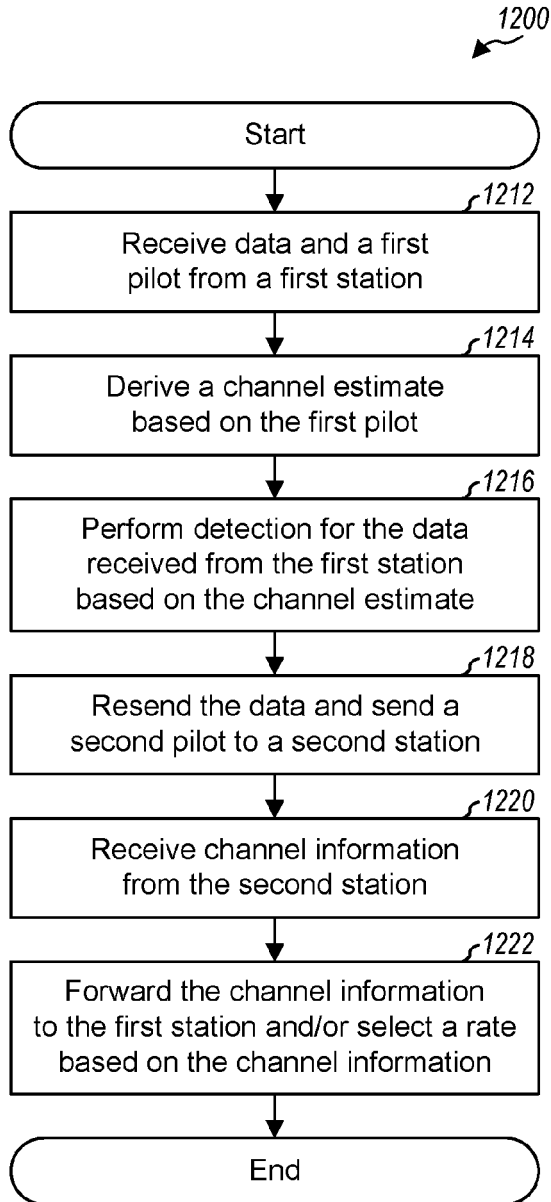 1200
Start
1212
Receive data and a first
pilot from a first station
1214
Derive a channel estimate
based on the first pilot
1216
Perform detection for the data
received from the first station
based on the channel estimate
1218
Resend the data and send a
second pilot to a second station
1220
Receive channel information
from the second station
1222
Forward the channel information
to the first station and/or select a rate
based on the channel information
End